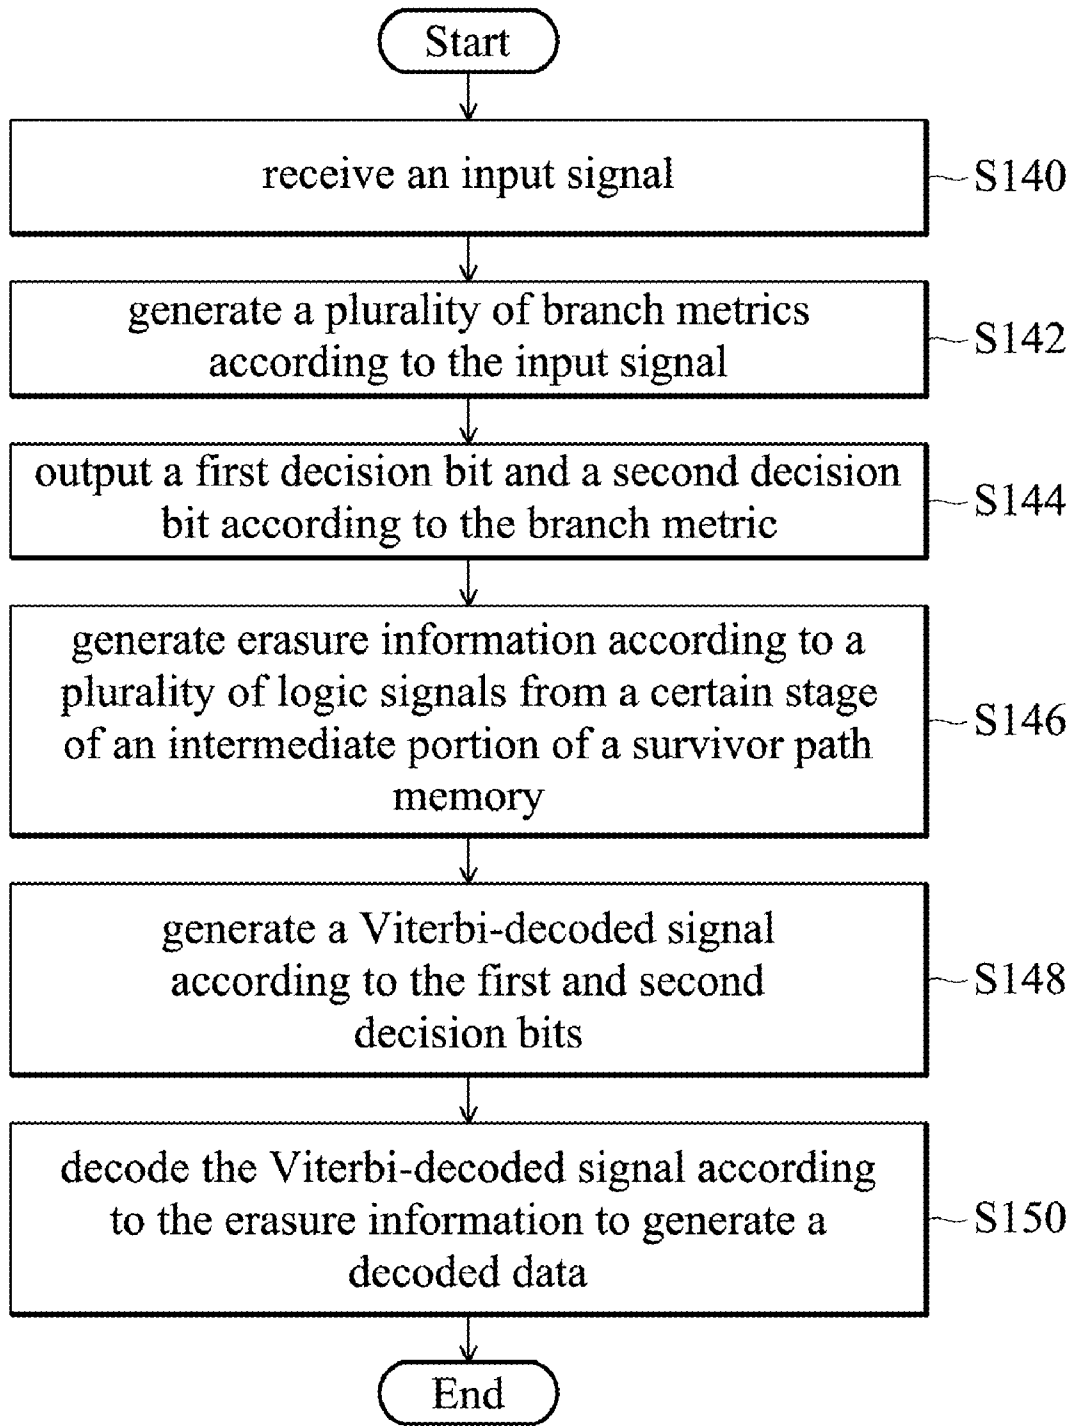 Start
receive an input signal
S140
generate a plurality of branch metrics
according to the input signal
S142
output a first decision bit and a second decision
bit according to the branch metric
S144
generate erasure information according to a
plurality of logic signals from a certain stage
of an intermediate portion of a survivor path
memory
S146
generate a Viterbi-decoded signal
according to the first and second
decision bits
S148
decode the Viterbi-decoded signal according
to the erasure information to generate a
decoded data
S150
End